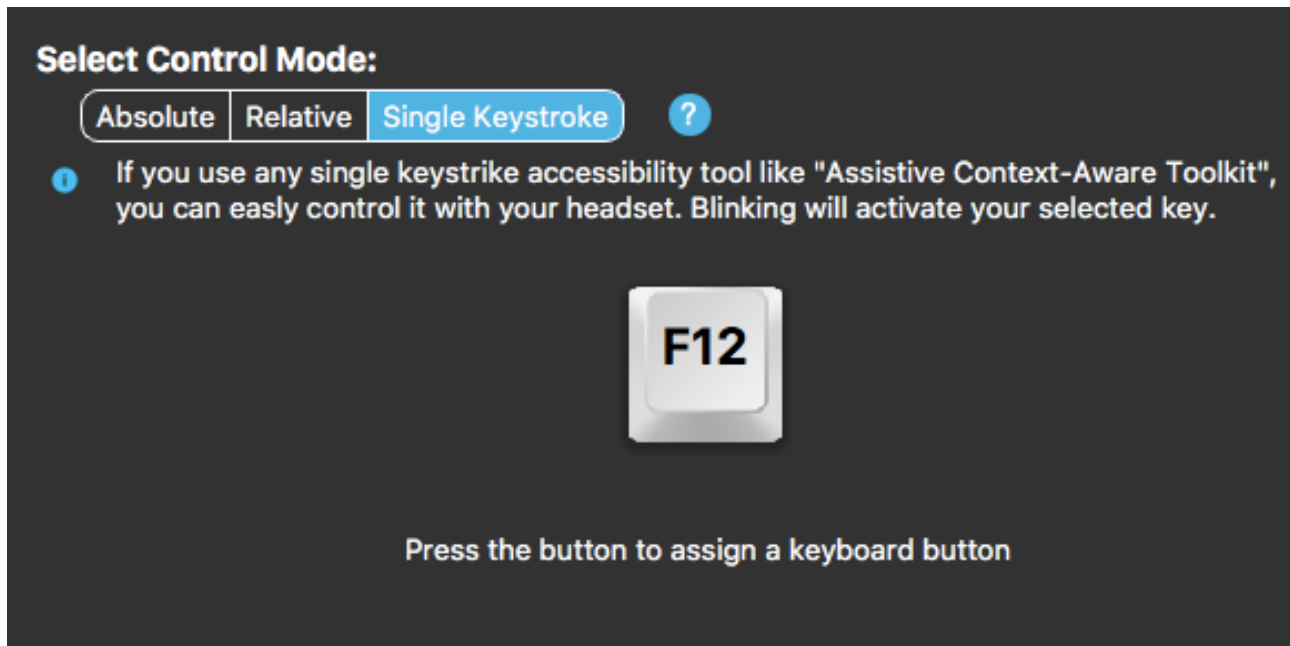 Select Control Mode:
Absolute Relative Single Keystroke ?
If you use any single keystrike accessibility tool like "Assistive Context-Aware Toolkit",
you can easly control it with your headset. Blinking will activate your selected key.
F12
Press the button to assign a keyboard button